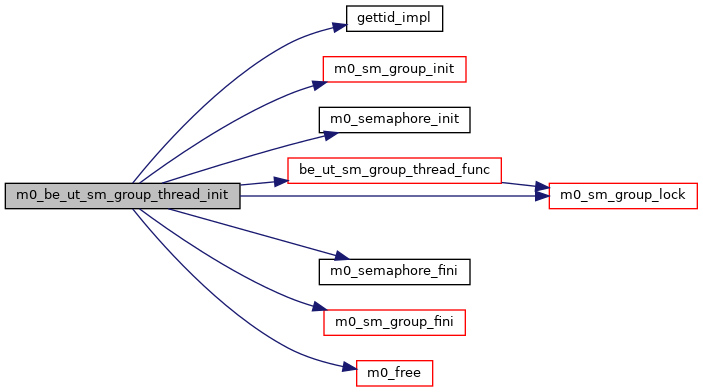 gettid_impl
m0_sm_group_init
m0_semaphore_init
be_ut_sm_group_thread_func
m0_be_ut_sm_group_thread_init
m0_sm_group_lock
m0_semaphore_fini
m0_sm_group_fini
m0_free